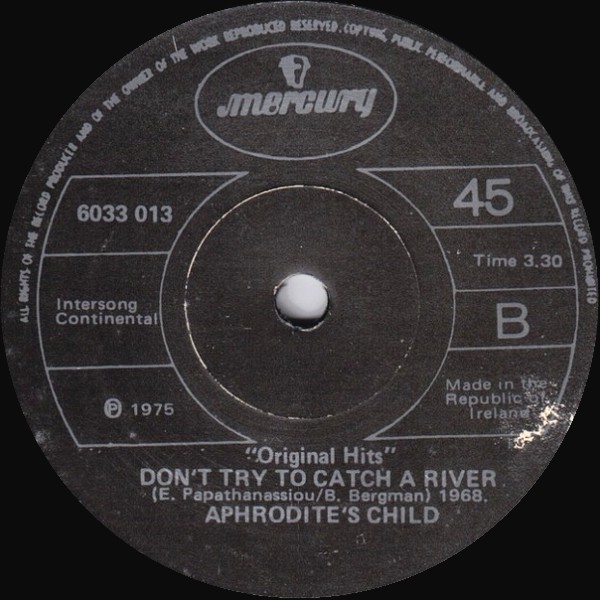 ALL RIGHTS OF THE RECORD PRODUCER AND OF THE OWNER OF THE WORK REPRODUCED RESERVED. COPYING, PUBLIC PERFORMANCE AND BROADCASTING OF THIS RECORD PROHIBITED
mercury
6033 013
45
Time 3.30
Intersong
Continental
B
Ⓟ 1975
Made in the
Republic of
Ireland
"Original Hits"
DON'T TRY TO CATCH A RIVER
(E. Papathanassiou/B. Bergman) 1968.
APHRODITE'S CHILD